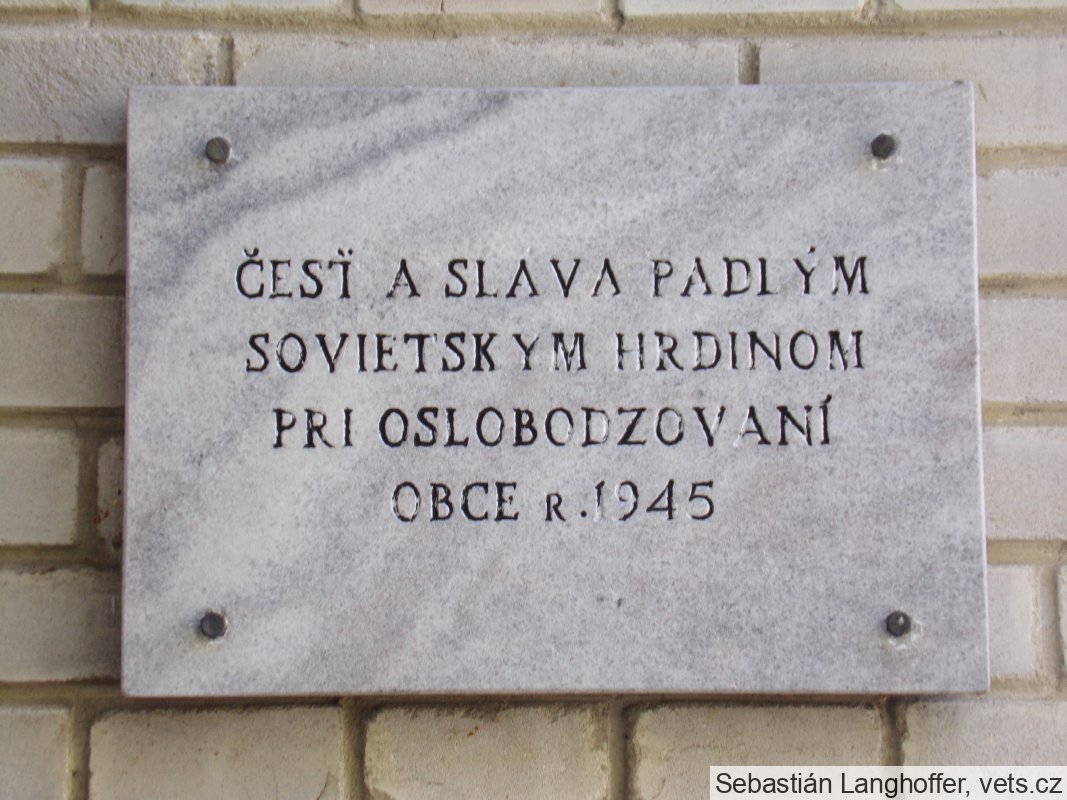 ČESŤ A SLÁVA PADLÝM
SOVIETSKYM HRDINOM
PRI OSLOBODZOVANÍ
OBCE R.1945
Sebastián Langhoffer, vets.cz